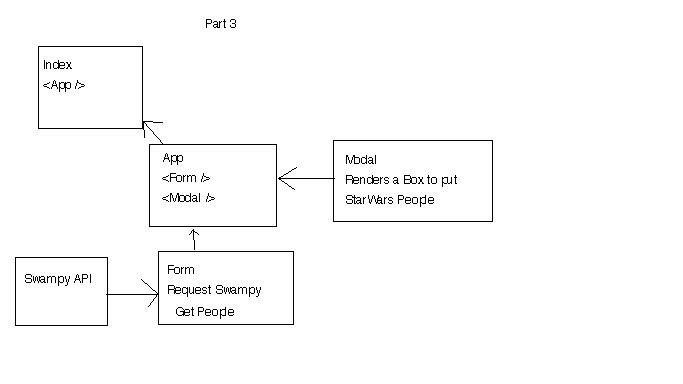 Part 3
Index
<App />
App
<Form />
<Modal />
Modal
Renders a Box to put
StarWars People
Swampy API
Form
Request Swampy
Get People